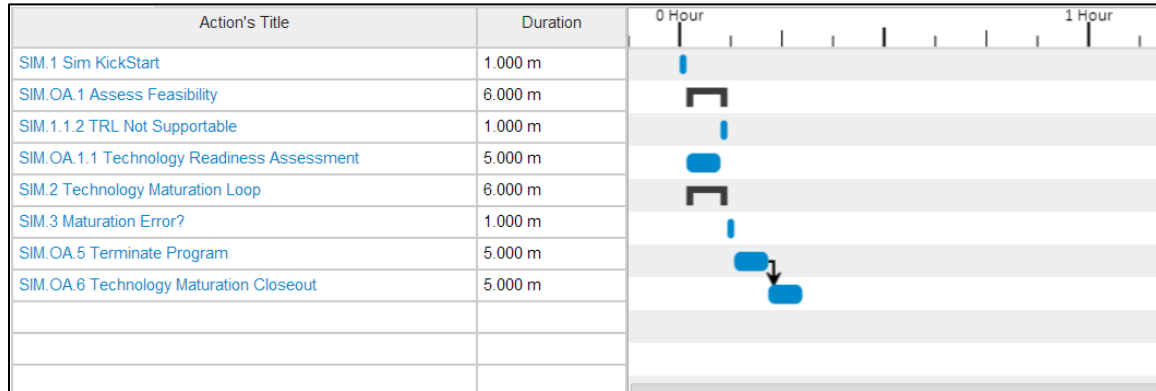 Action's Title Duration 0 Hour 1 Hour
SIM.1 Sim KickStart 1.000 m
SIM.OA.1 Assess Feasibility 6.000 m
SIM.1.1.2 TRL Not Supportable 1.000 m
SIM.OA.1.1 Technology Readiness Assessment 5.000 m
SIM.2 Technology Maturation Loop 6.000 m
SIM.3 Maturation Error? 1.000 m
SIM.OA.5 Terminate Program 5.000 m
SIM.OA.6 Technology Maturation Closeout 5.000 m